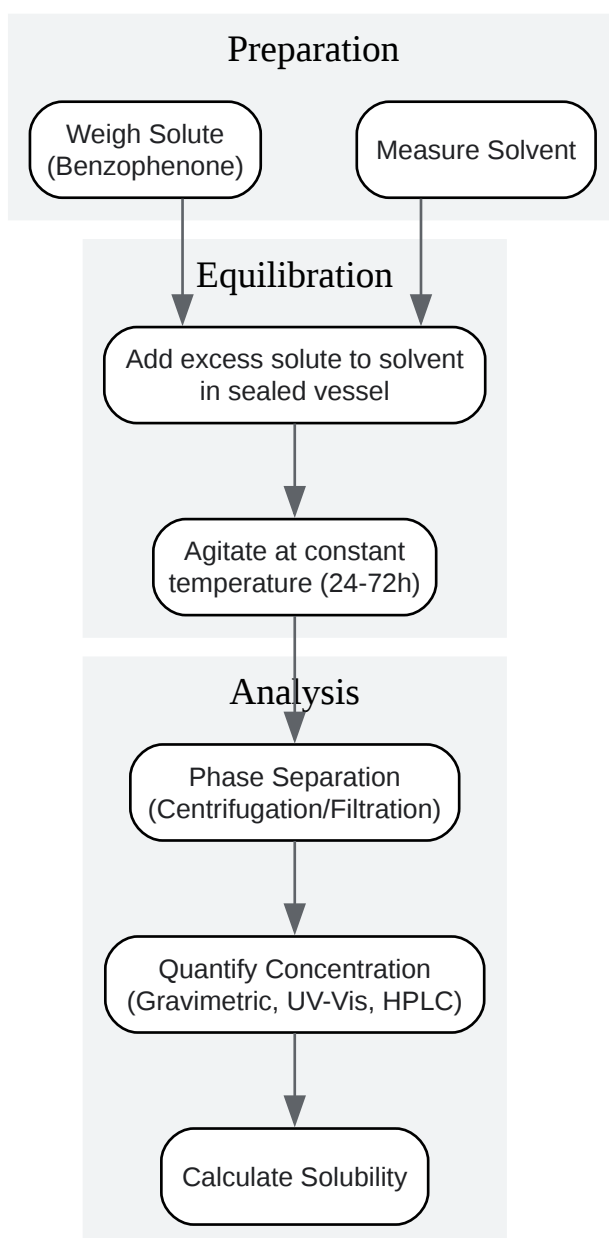 Preparation
Weigh Solute
(Benzophenone)
Measure Solvent
Equilibration
Add excess solute to solvent
in sealed vessel
Agitate at constant
temperature (24-72h)
Analysis
Phase Separation
(Centrifugation/Filtration)
Quantify Concentration
(Gravimetric, UV-Vis, HPLC)
Calculate Solubility